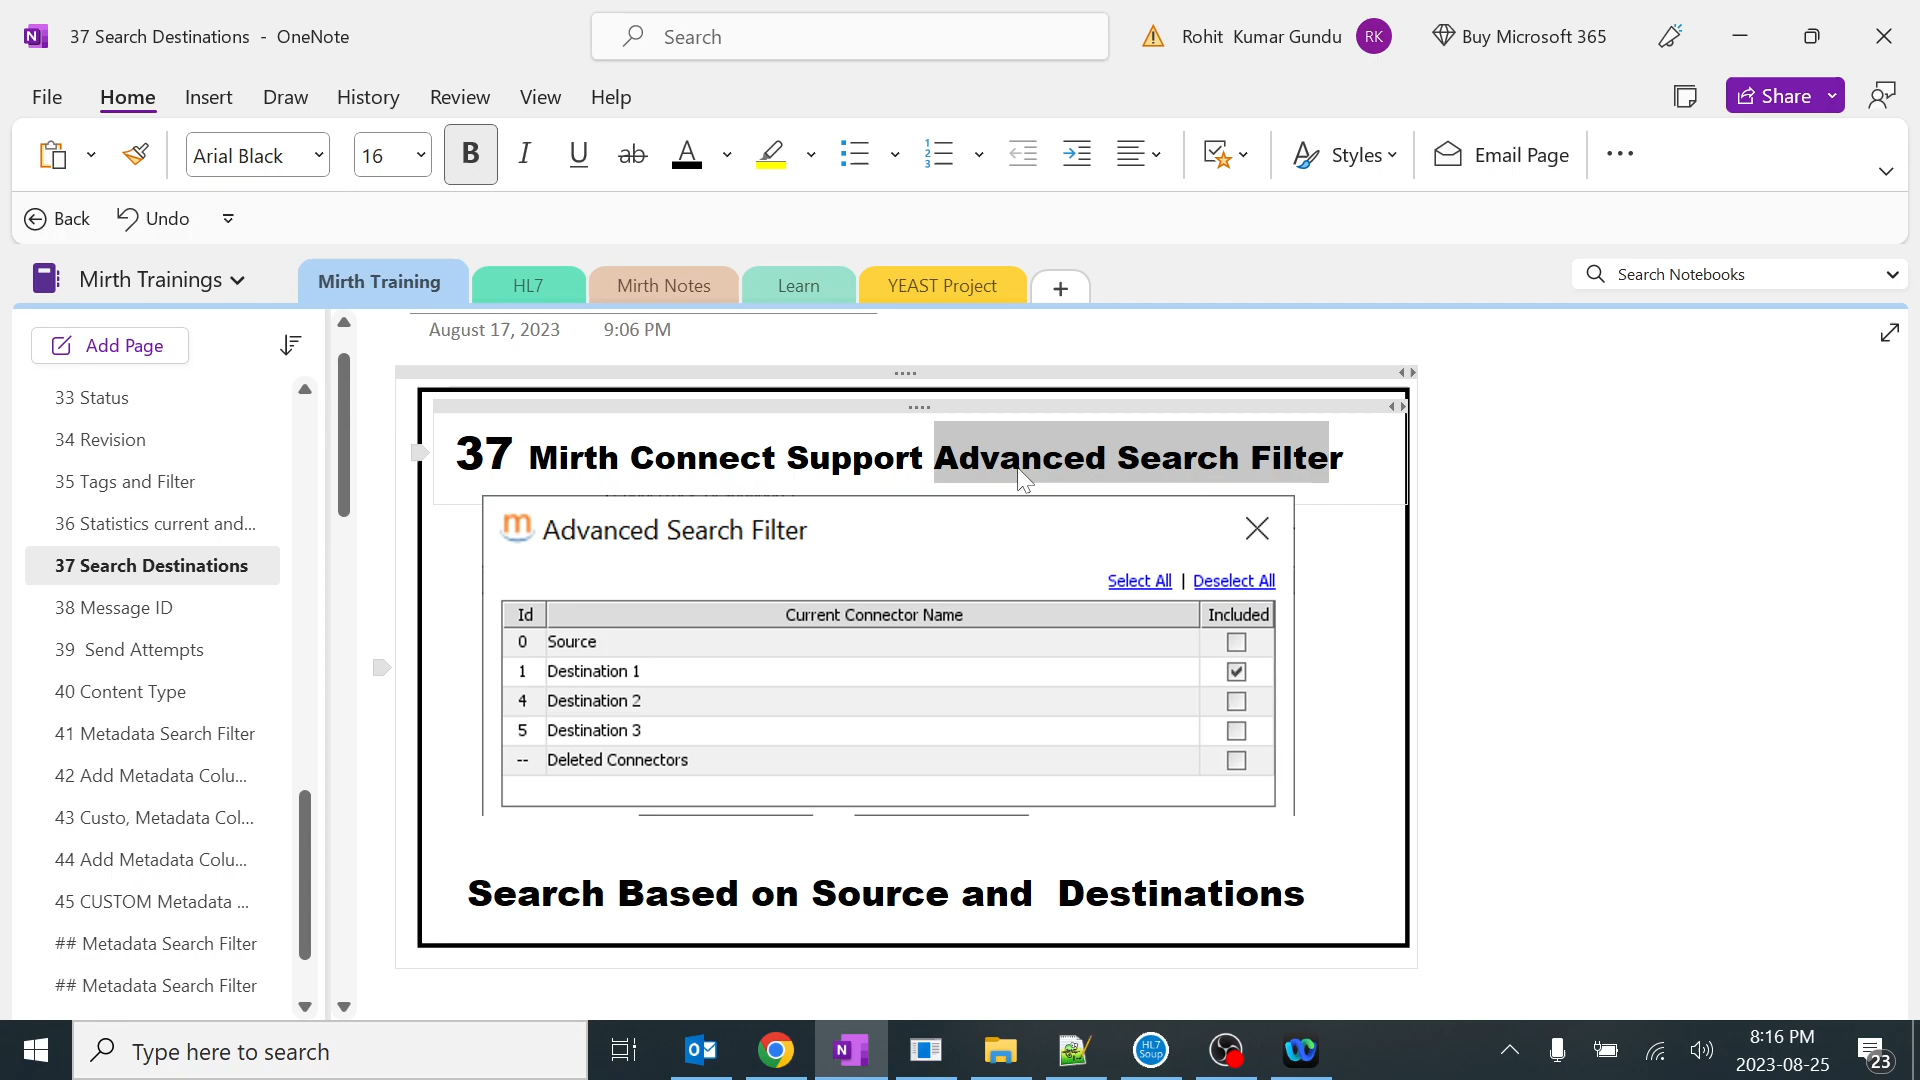 37 Search Destinations - OneNote
Search
Rohit Kumar Gundu
RK
Buy Microsoft 365
File
Home
Insert
Draw
History
Review
View
Help
Share
Arial Black
16
B
I
U
ab
A
Styles
Email Page
Back
Undo
Mirth Trainings
Mirth Training
HL7
Mirth Notes
Learn
YEAST Project
+
Search Notebooks
Add Page
33 Status
34 Revision
35 Tags and Filter
36 Statistics current and...
37 Search Destinations
38 Message ID
39 Send Attempts
40 Content Type
41 Metadata Search Filter
42 Add Metadata Colu...
43 Custo, Metadata Col...
44 Add Metadata Colu...
45 CUSTOM Metadata ...
## Metadata Search Filter
## Metadata Search Filter
August 17, 2023 9:06 PM
37 Mirth Connect Support Advanced Search Filter
Advanced Search Filter
Select All | Deselect All
Id Current Connector Name Included
0 Source
1 Destination 1
4 Destination 2
5 Destination 3
-- Deleted Connectors
Search Based on Source and Destinations
Type here to search
HL7
Soup
8:16 PM
2023-08-25
23